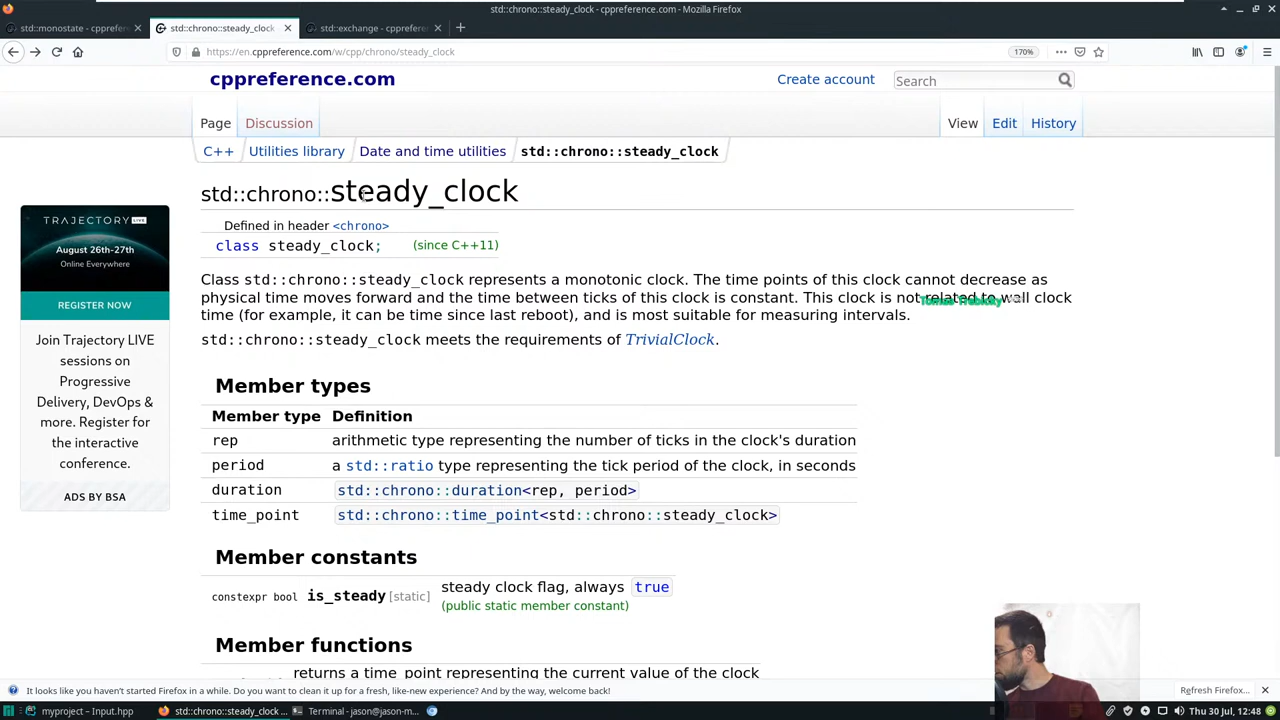 std::chrono::steady_clock - cppreference.com - Mozilla Firefox
std::monostate - cpprefere
std::chrono::steady_clock
std::exchange - cpprefere
https://en.cppreference.com/w/cpp/chrono/steady_clock
170%
cppreference.com
Create account
Search
Page
Discussion
View
Edit
History
C++
Utilities library
Date and time utilities
std::chrono::steady_clock
std::chrono::steady_clock
Defined in header <chrono>
class steady_clock; (since C++11)
Class std::chrono::steady_clock represents a monotonic clock. The time points of this clock cannot decrease as
physical time moves forward and the time between ticks of this clock is constant. This clock is not related to wall clock
time (for example, it can be time since last reboot), and is most suitable for measuring intervals.
std::chrono::steady_clock meets the requirements of TrivialClock.
Member types
Member type Definition
rep arithmetic type representing the number of ticks in the clock's duration
period a std::ratio type representing the tick period of the clock, in seconds
duration std::chrono::duration<rep, period>
time_point std::chrono::time_point<std::chrono::steady_clock>
Member constants
constexpr bool is_steady [static] steady clock flag, always true
(public static member constant)
Member functions
returns a time_point representing the current value of the clock
TRAJECTORY LIVE
August 26th-27th
Online Everywhere
REGISTER NOW
Join Trajectory LIVE
sessions on
Progressive
Delivery, DevOps &
more. Register for
the interactive
conference.
ADS BY BSA
It looks like you haven't started Firefox in a while. Do you want to clean it up for a fresh, like-new experience? And by the way, welcome back!
Refresh Firefox...
myproject – Input.hpp
std::chrono::steady_clock ...
Terminal - jason@jason-m...
Thu 30 Jul, 12:48